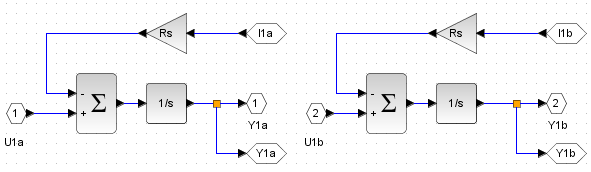 Rs
I1a
-
+
Σ
1/s
1
U1a
1
Y1a
Y1a
Rs
I1b
-
+
Σ
1/s
2
U1b
2
Y1b
Y1b